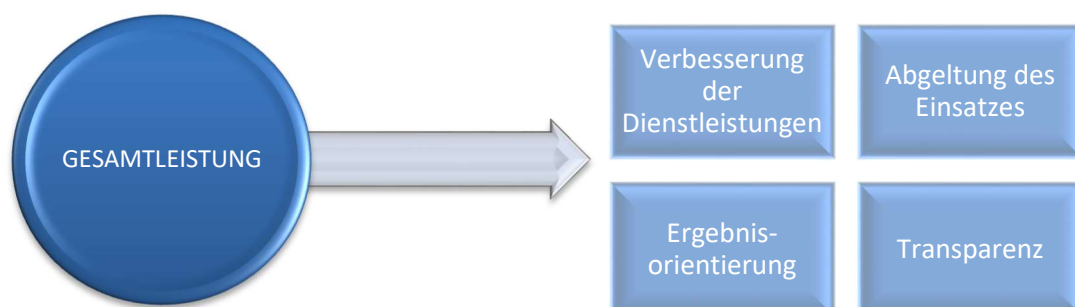 GESAMTLEISTUNG
Verbesserung
der
Dienstleistungen
Abgeltung des
Einsatzes
Ergebnis-
orientierung
Transparenz